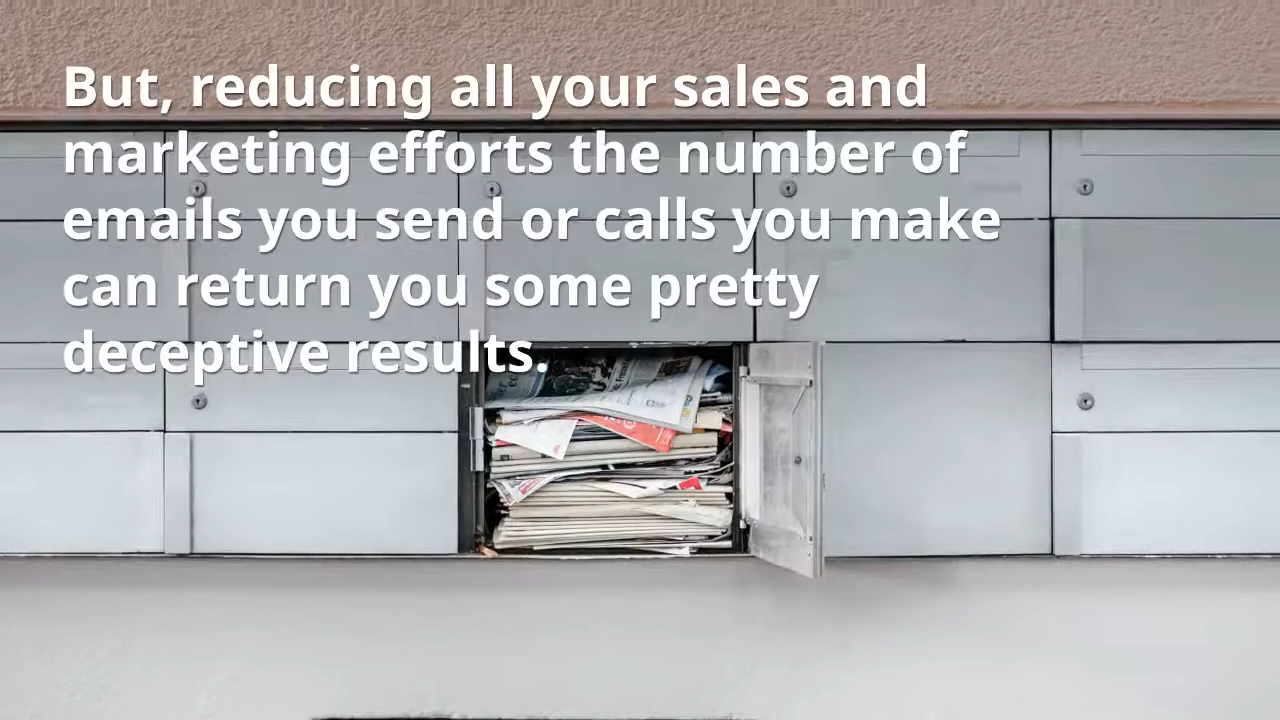 But, reducing all your sales and
marketing efforts the number of
emails you send or calls you make
can return you some pretty
deceptive results.